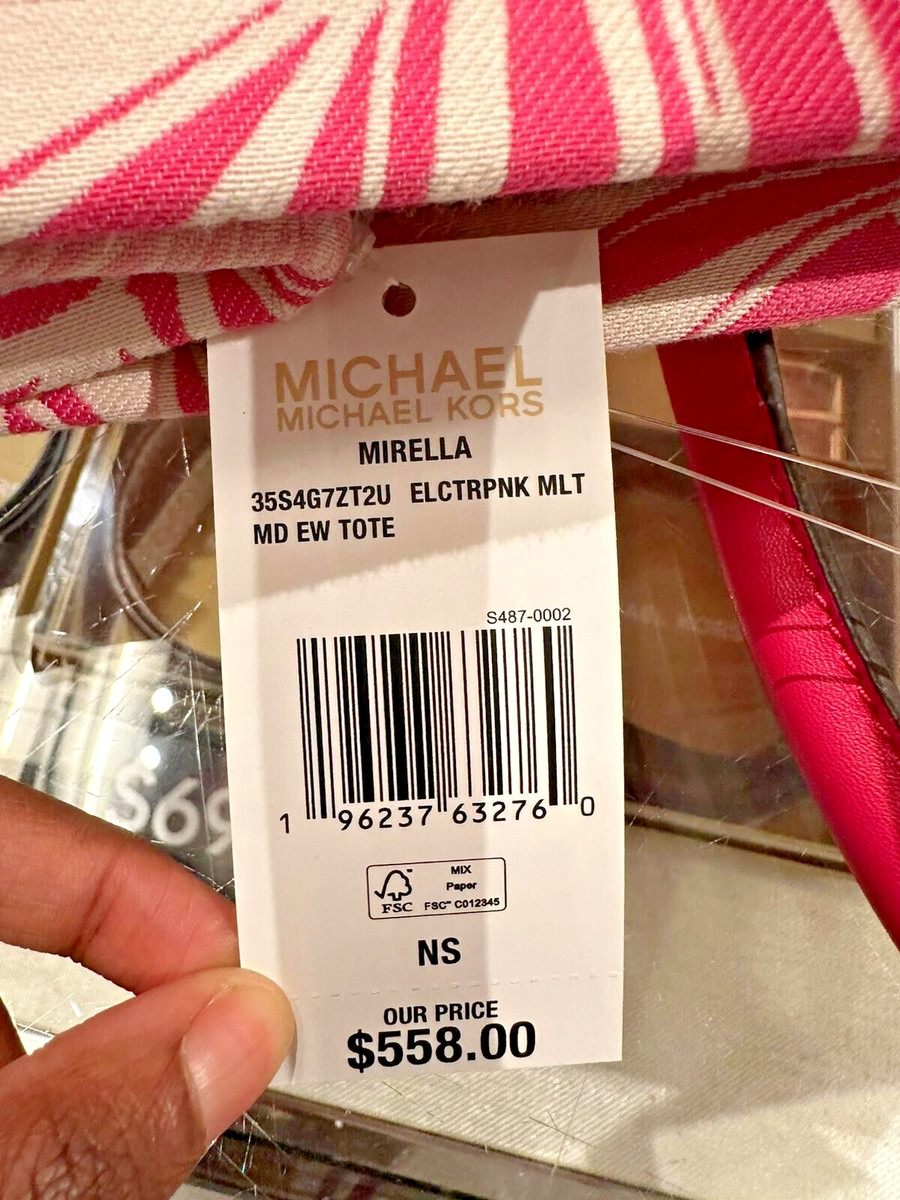 MICHAEL
MICHAEL KORS
MIRELLA
35S4G7ZT2U ELCTRPNK MLT
MD EW TOTE
S487-0002
1 96237 63276 0
MIX
Paper
FSC
FSC™ C012345
NS
OUR PRICE
$558.00
$69